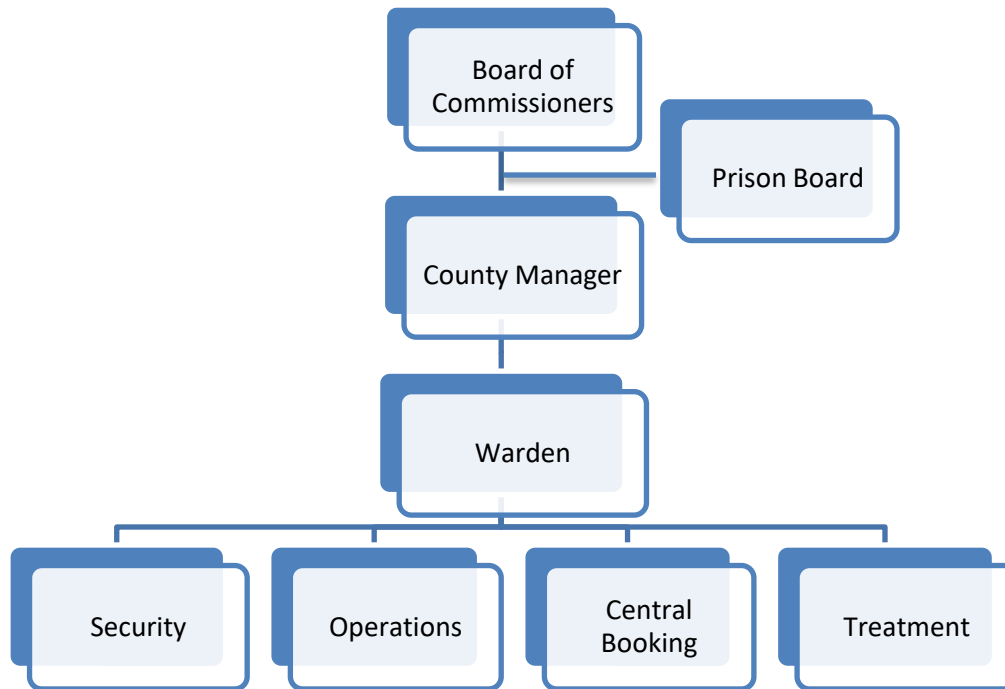 Board of
Commissioners
Prison Board
County Manager
Warden
Security
Operations
Central
Booking
Treatment